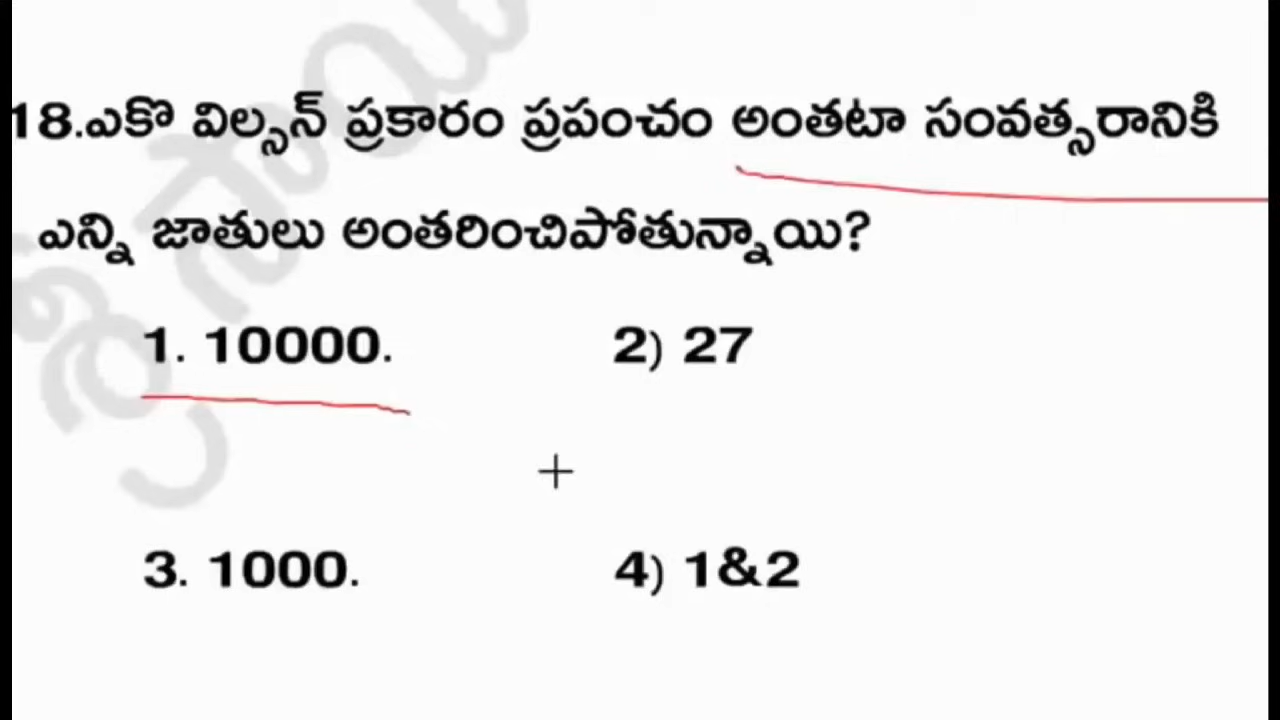 18.ఎకొ విల్సన్ ప్రకారం ప్రపంచం అంతటా సంవత్సరానికి
ఎన్ని జాతులు అంతరించిపోతున్నాయి?
1. 10000. 2) 27
3. 1000. 4) 1&2